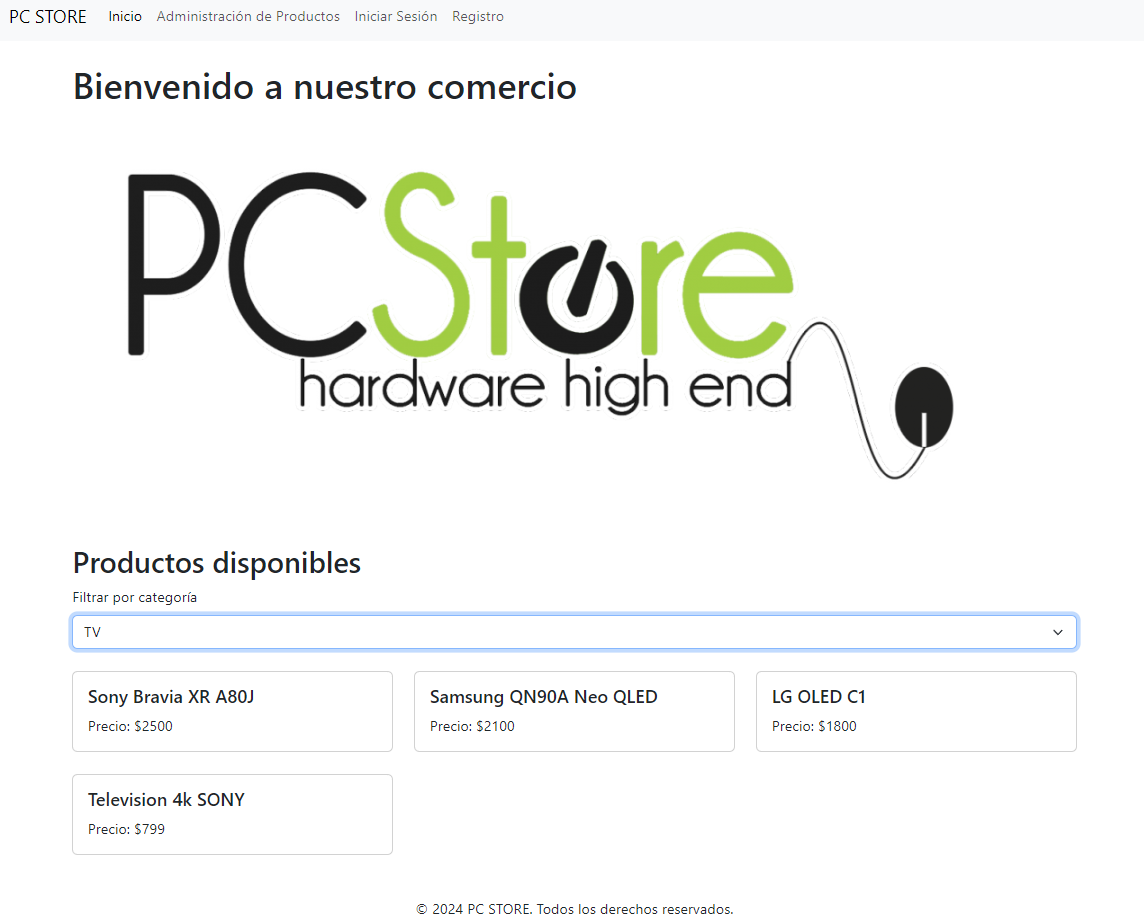 PC STORE Inicio Administración de Productos Iniciar Sesión Registro
Bienvenido a nuestro comercio
PCStore
hardware high end
Productos disponibles
Filtrar por categoría
TV
Sony Bravia XR A80J
Precio: $2500
Samsung QN90A Neo QLED
Precio: $2100
LG OLED C1
Precio: $1800
Television 4k SONY
Precio: $799
© 2024 PC STORE. Todos los derechos reservados.